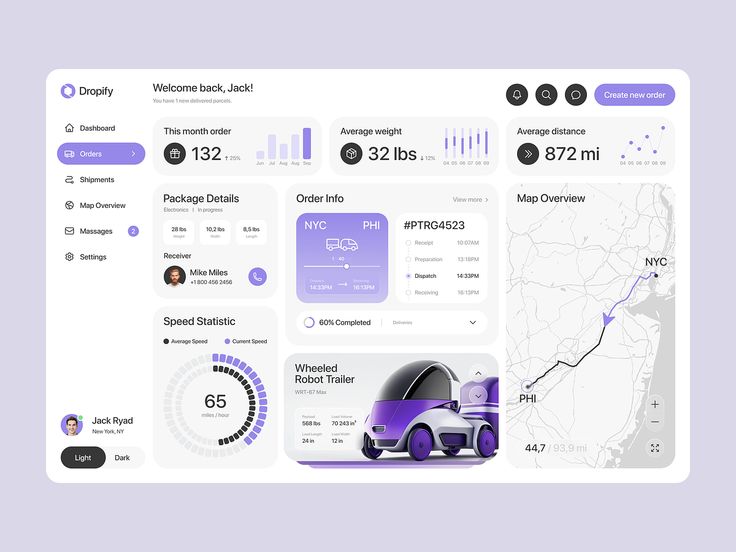 Dropify
Welcome back, Jack!
You have 1 new delivered parcels.
Create new order
Dashboard
Orders
Shipments
Map Overview
Massages
2
Settings
Jack Ryad
New York, NY
Light
Dark
This month order
132
25%
Jun Jul Aug Aug Sep
Average weight
32 lbs
12%
04 05 06 07 08 09
Average distance
872 mi
04 05 06 07 08 09
Package Details
Electronics | In progress
28 lbs
10,2 lbs
8,5 lbs
Weight
Width
Length
Receiver
Mike Miles
+1 800 456 2456
Speed Statistic
Average Speed
Current Speed
65
miles / hour
Order Info
View more
NYC
PHI
1 : 40
Dispatch
Receiving
14:33PM
16:13PM
#PTRG4523
Receipt
10:07AM
Preparation
13:19PM
Dispatch
14:33PM
Receiving
16:13PM
60% Completed
Deliveries
Wheeled
Robot Trailer
WRT-67 Max
Payload
Load Volume
568 lbs
70 243 in³
Load Length
Load Width
24 in
12 in
Map Overview
NYC
PHI
44,7 / 93,9 mi